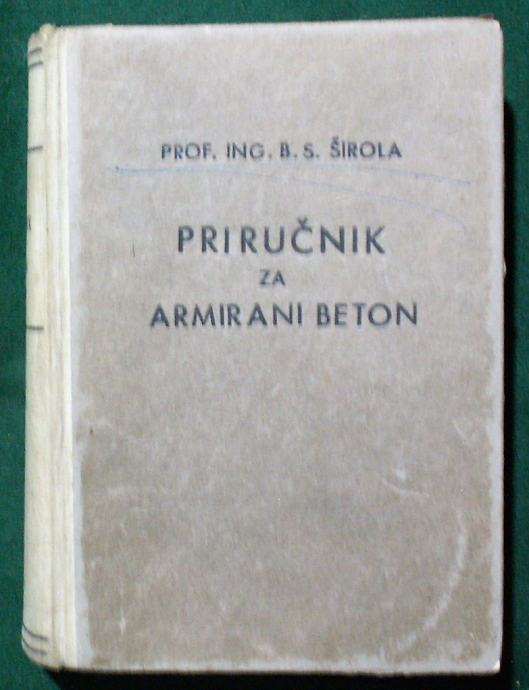 PROF. ING. B. S. ŠIROLA
PRIRUČNIK
ZA
ARMIRANI BETON